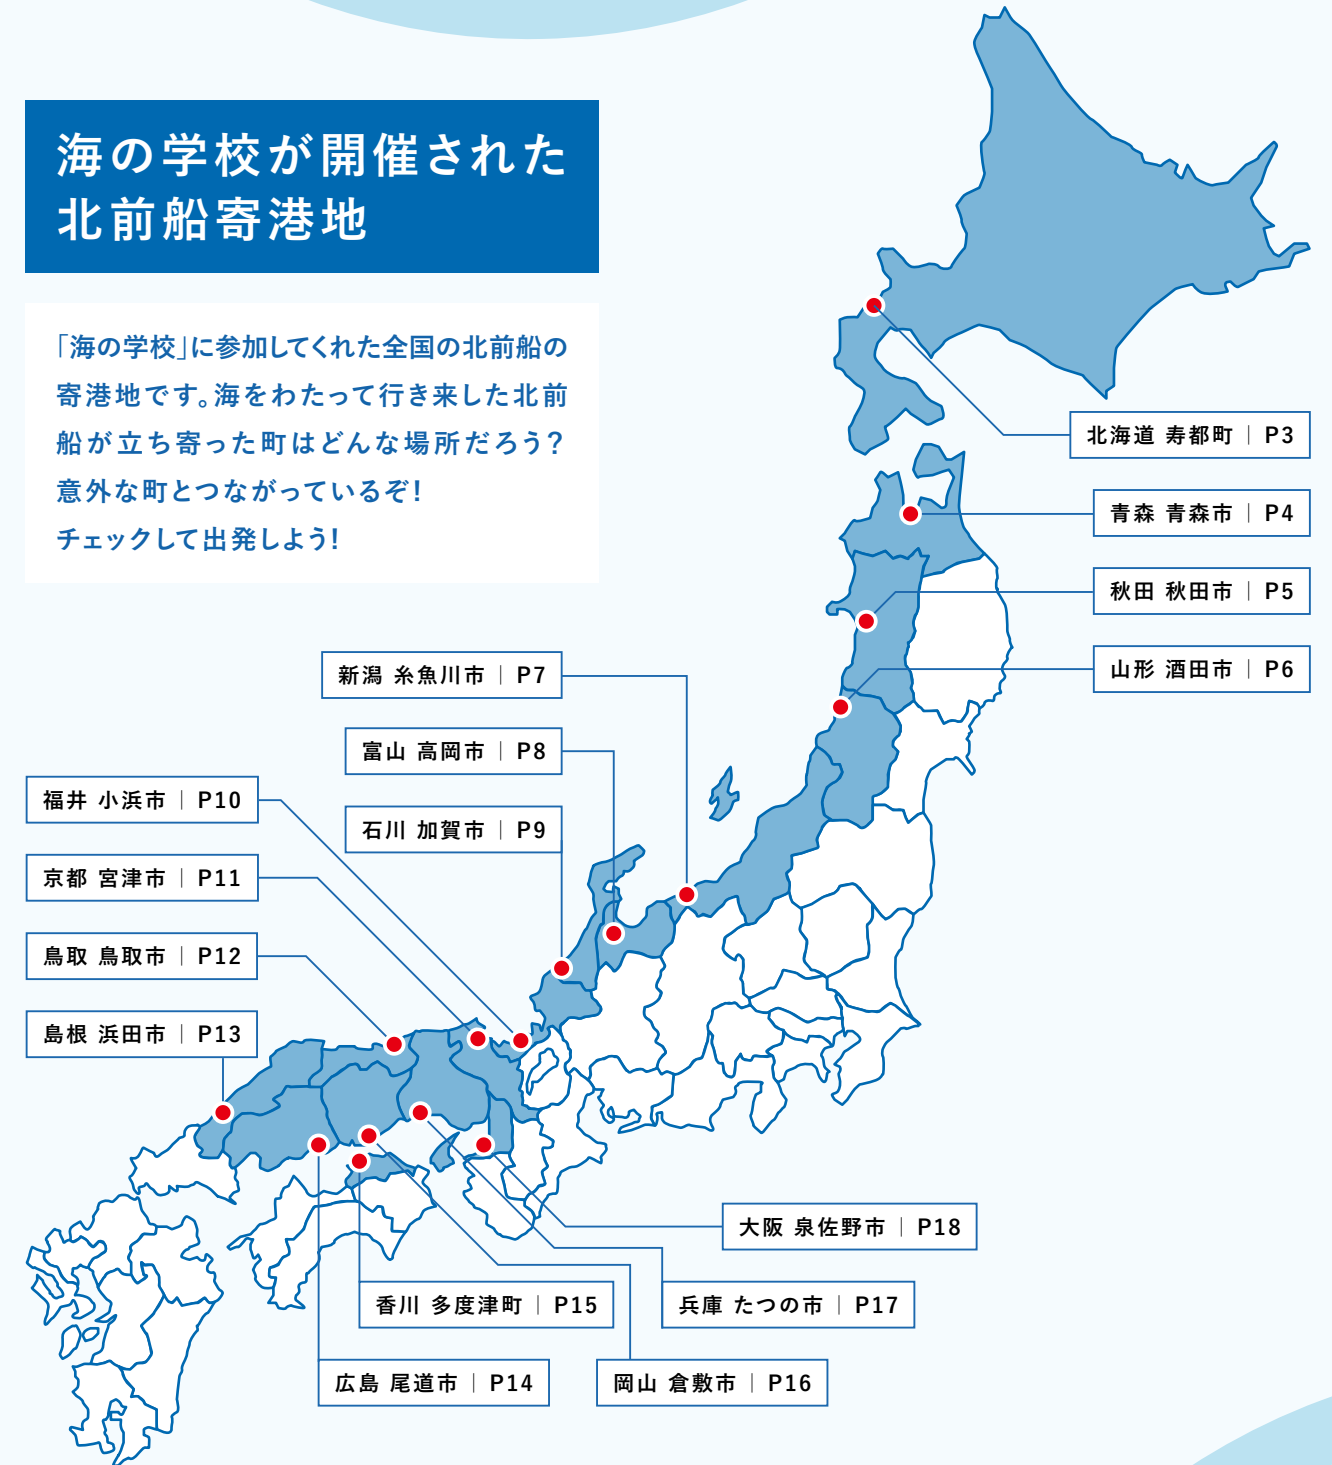 海の学校が開催された
北前船寄港地
「海の学校」に参加してくれた全国の北前船の
寄港地です。海をわたって行き来した北前
船が立ち寄った町はどんな場所だろう？
意外な町とつながっているぞ！
チェックして出発しよう！
北海道 寿都町｜P3
青森 青森市｜P4
秋田 秋田市｜P5
山形 酒田市｜P6
新潟 糸魚川市｜P7
富山 高岡市｜P8
石川 加賀市｜P9
福井 小浜市｜P10
京都 宮津市｜P11
鳥取 鳥取市｜P12
島根 浜田市｜P13
大阪 泉佐野市｜P18
香川 多度津町｜P15
兵庫 たつの市｜P17
広島 尾道市｜P14
岡山 倉敷市｜P16